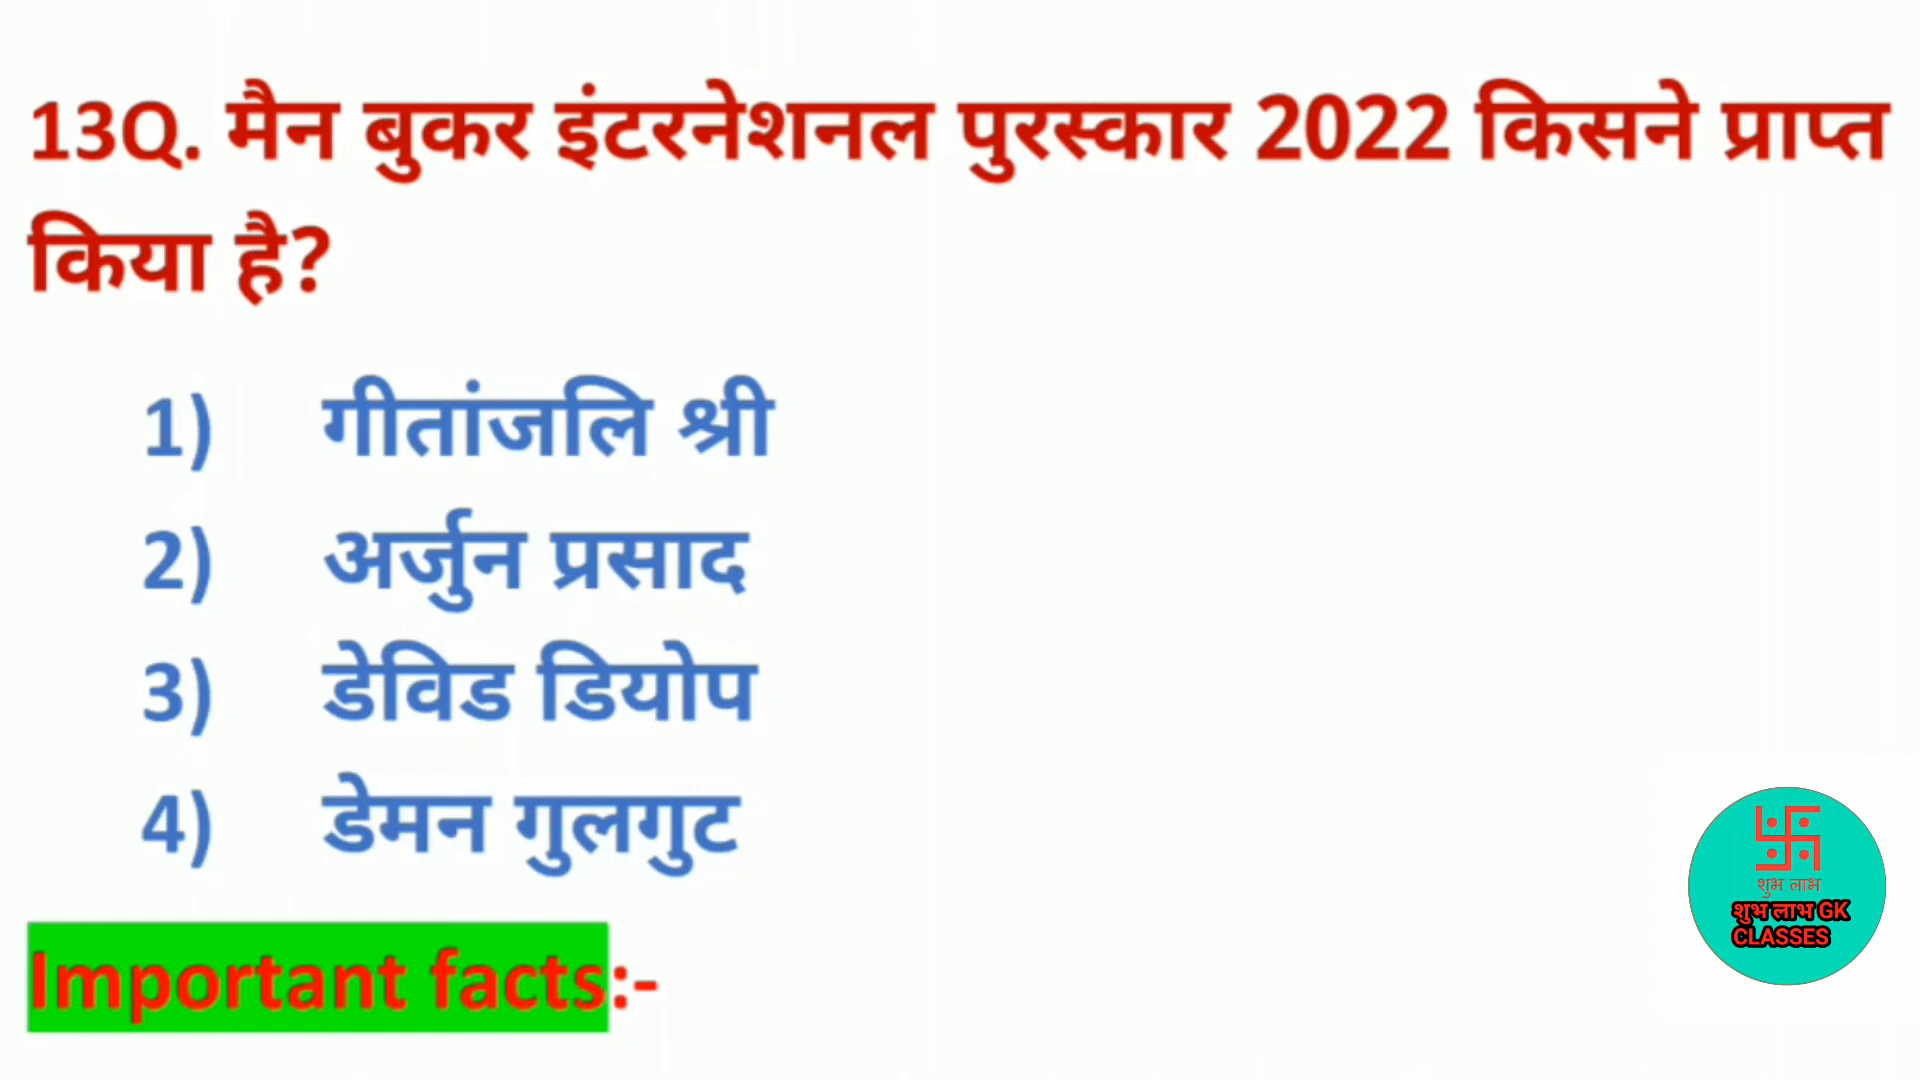 13Q. मैन बुकर इंटरनेशनल पुरस्कार 2022 किसने प्राप्त
किया है?
1) गीतांजलि श्री
2) अर्जुन प्रसाद
3) डेविड डियोप
4) डेमन गुलगुट
Important facts:-
शुभ लाभ
शुभ लाभ GK
CLASSES